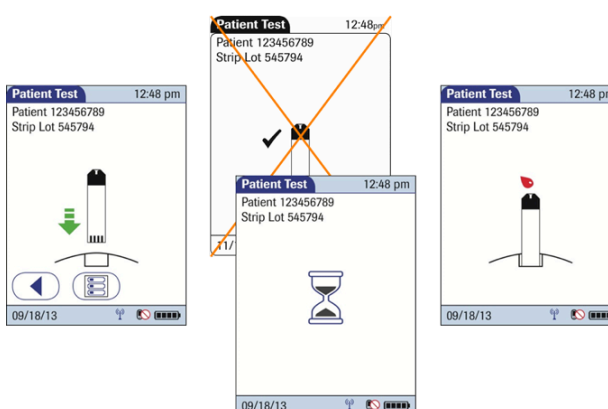 Patient Test 12:48 pm
Patient 123456789
Strip Lot 545794
09/18/13
Patient Test 12:48pm
Patient 123456789
Strip Lot 545794
11/
Patient Test 12:48 pm
Patient 123456789
Strip Lot 545794
09/18/13
Patient Test 12:48 pm
Patient 123456789
Strip Lot 545794
09/18/13